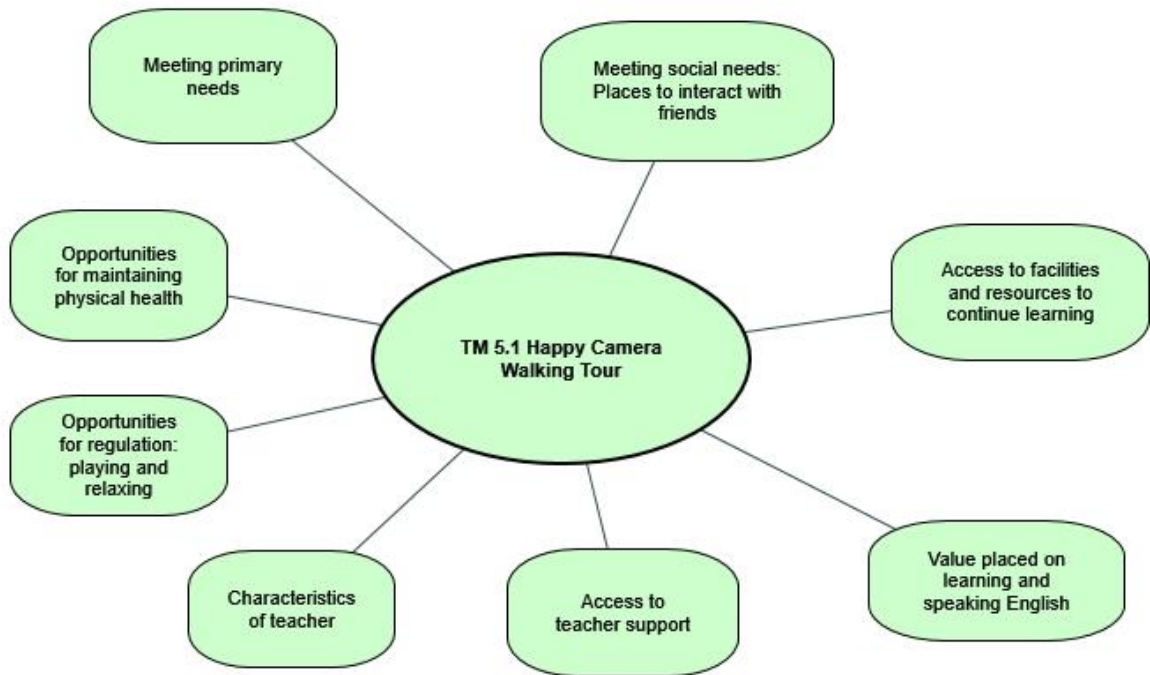 Meeting primary
needs
Meeting social needs:
Places to interact with
friends
Opportunities
for maintaining
physical health
Access to facilities
and resources to
continue learning
TM 5.1 Happy Camera
Walking Tour
Opportunities
for regulation:
playing and
relaxing
Characteristics
of teacher
Access to
teacher support
Value placed on
learning and
speaking English